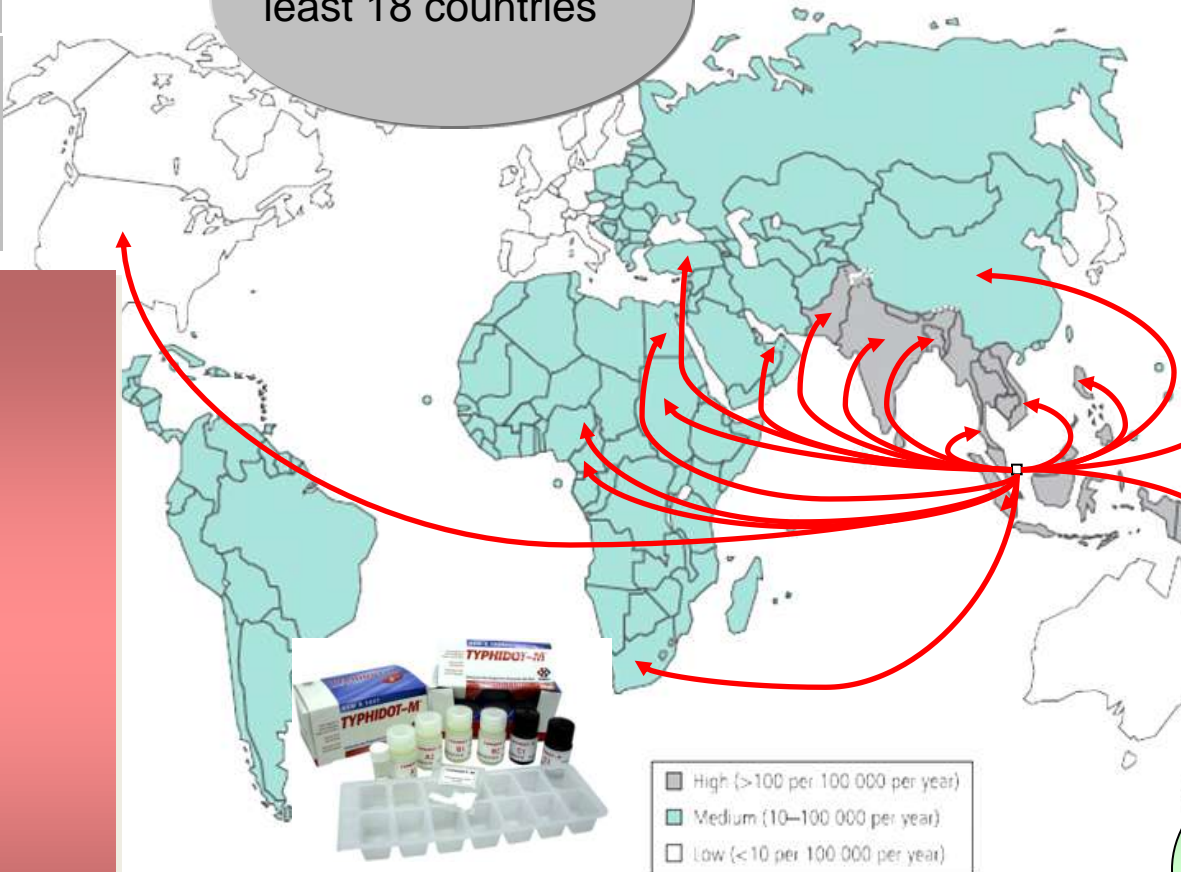 least 18 countries
TYPHIDOT-M
TYPHIDOT-M
High (>100 per 100 000 per year)
Medium (10–100 000 per year)
Low (<10 per 100 000 per year)